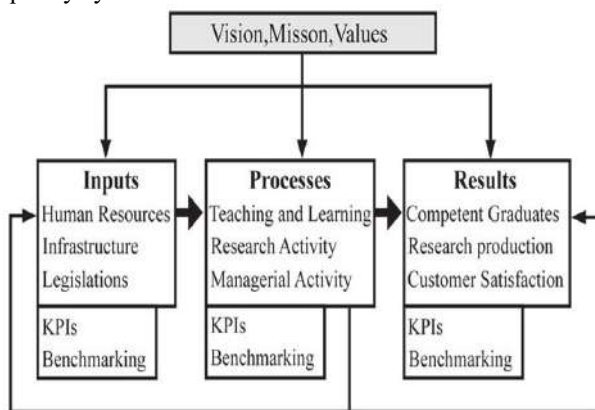 Vision,Misson,Values
Inputs
Human Resources
Infrastructure
Legislations
KPIs
Benchmarking
Processes
Teaching and Learning
Research Activity
Managerial Activity
KPIs
Benchmarking
Results
Competent Graduates
Research production
Customer Satisfaction
KPIs
Benchmarking